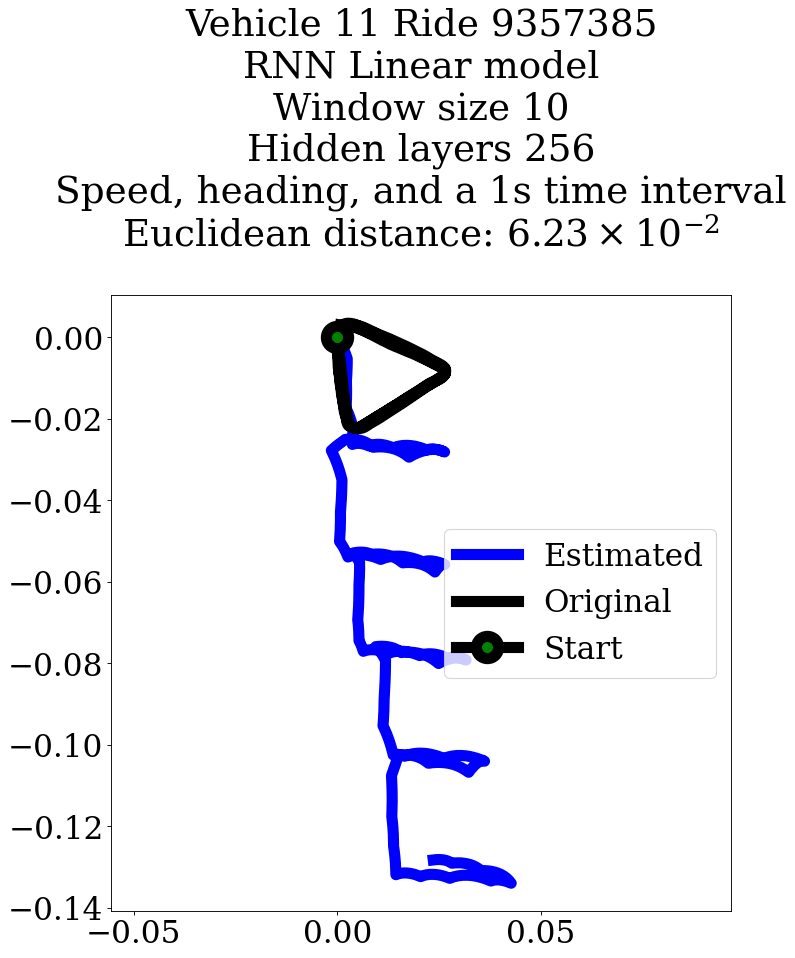 Vehicle 11 Ride 9357385
RNN Linear model
Window size 10
Hidden layers 256
Speed, heading, and a 1s time interval
Euclidean distance: 6.23 × 10⁻²
0.00
−0.02
−0.04
−0.06
−0.08
−0.10
−0.12
−0.14
Estimated
Original
Start
−0.05
0.00
0.05